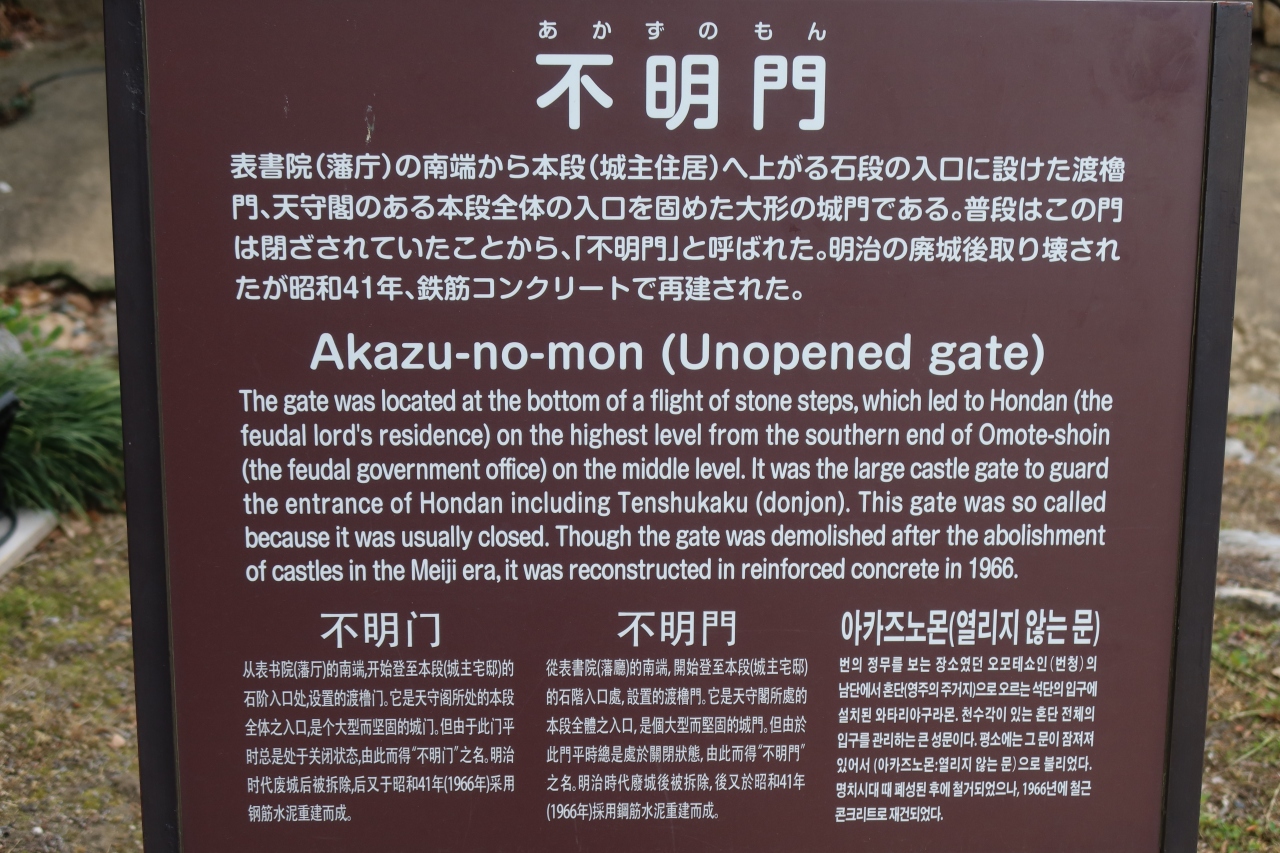 あかずのもん
不明門
表書院(藩庁)の南端から本段(城主住居)へ上がる石段の入口に設けた渡櫓
門、天守閣のある本段全体の入口を固めた大形の城門である。普段はこの門
は閉ざされていたことから、「不明門」と呼ばれた。明治の廃城後取り壊され
たが昭和41年、鉄筋コンクリートで再建された。
Akazu-no-mon (Unopened gate)
The gate was located at the bottom of a flight of stone steps, which led to Hondan (the
feudal lord's residence) on the highest level from the southern end of Omote-shoin
(the feudal government office) on the middle level. It was the large castle gate to guard
the entrance of Hondan including Tenshukaku (donjon). This gate was so called
because it was usually closed. Though the gate was demolished after the abolishment
of castles in the Meiji era, it was reconstructed in reinforced concrete in 1966.
不明门
从表书院(藩厅)的南端,开始登至本段(城主宅邸)的
石阶入口处,设置的渡橹门。它是天守阁所处的本段
全体之入口,是个大型而坚固的城门。但由于此门平
时总是处于关闭状态,由此而得“不明门”之名。明治
时代废城后被拆除,后又于昭和41年(1966年)采用
钢筋水泥重建而成。
不明門
從表書院(藩廳)的南端,開始登至本段(城主宅邸)
的石階入口處,設置的渡櫓門。它是天守閣所處的
本段全體之入口,是個大型而堅固的城門。但由於
此門平時總是處於關閉狀態,由此而得“不明門”
之名。明治時代廢城後被拆除,後又於昭和41年
(1966年)採用鋼筋水泥重建而成。
아카즈노몬(열리지 않는 문)
번의 정무를 보는 장소였던 오모테쇼인(번청)의
남단에서 혼단(영주의 주거지)으로 오르는 석단의 입구에
설치된 와타리야구라몬. 천수각이 있는 혼단 전체의
입구를 관리하는 큰 성문이다. 평소에는 그 문이 잠겨져
있어서 (아카즈노몬:열리지 않는 문)으로 불리었다.
명치시대 때 폐성된 후에 철거되었으나, 1966년에 철근
콘크리트로 재건되었다.